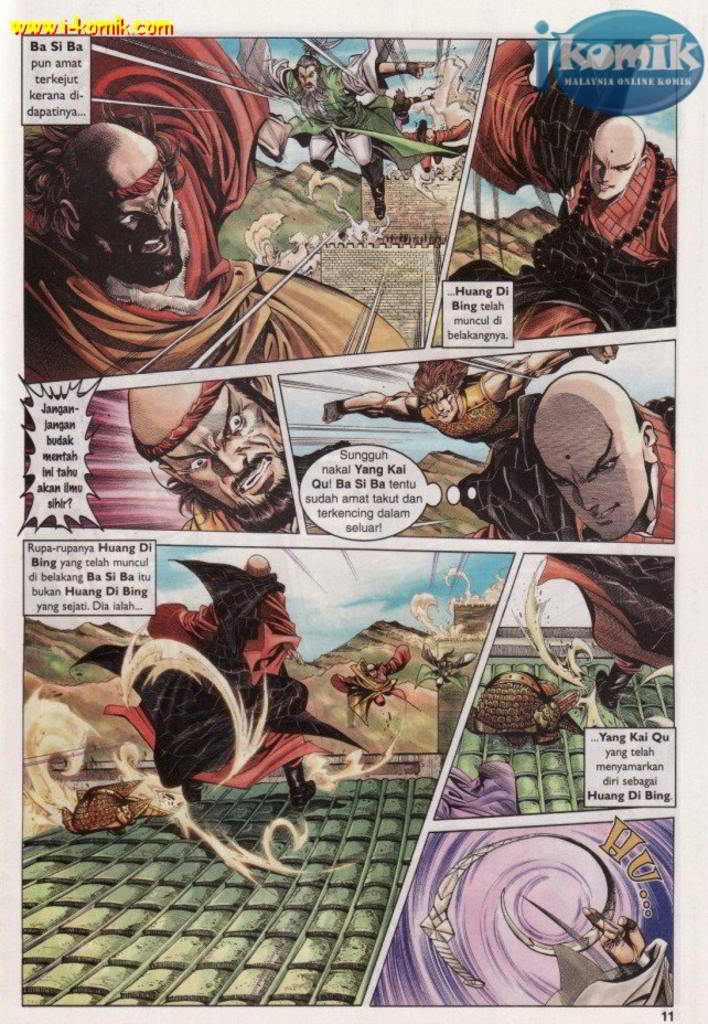 www.i-komik.com
iKomik
MALAYSIA ONLINE KOMIK
Ba Si Ba
pun amat
terkejut
kerana di-
dapatinya...
...Huang Di
Bing telah
muncul di
belakangnya.
Jangan-
jangan
budak
mentah
ini tahu
akan ilmu
sihir?
Sungguh
nakal Yang Kai
Qu! Ba Si Ba tentu
sudah amat takut dan
terkencing dalam
seluar!
Rupa-rupanya Huang Di
Bing yang telah muncul
di belakang Ba Si Ba itu
bukan Huang Di Bing
yang sejati. Dia ialah...
...Yang Kai Qu
yang telah
menyamarkan
diri sebagai
Huang Di Bing.
HU...
11